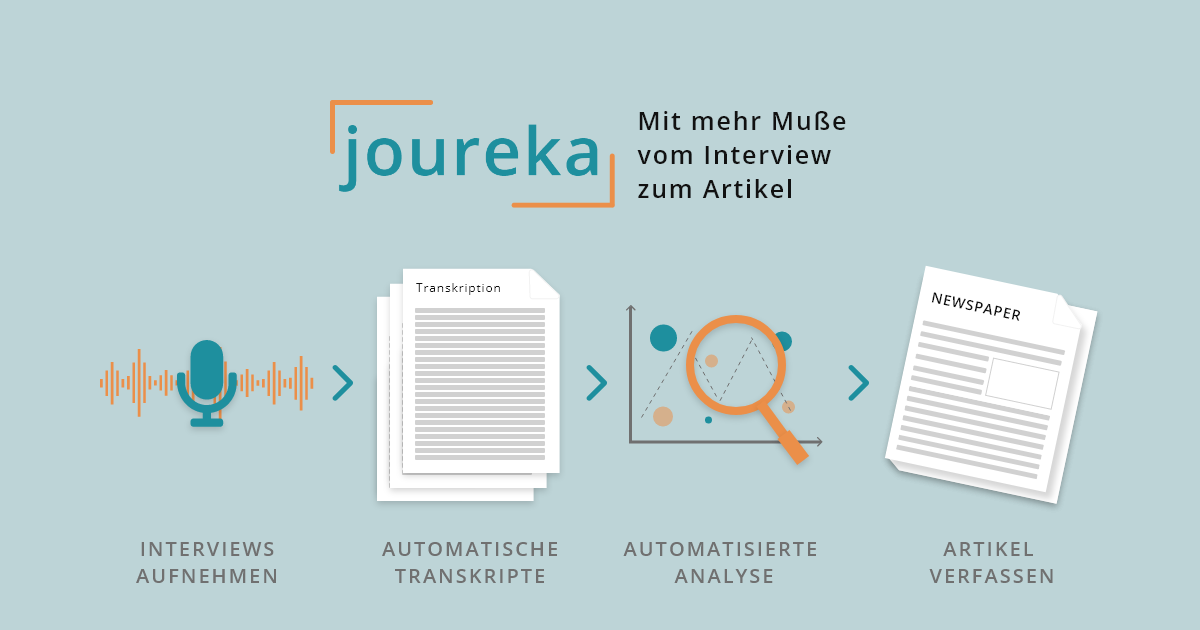 joureka
Mit mehr Muße
vom Interview
zum Artikel
Transkription
NEWSPAPER
INTERVIEWS
AUFNEHMEN
AUTOMATISCHE
TRANSKRIPTE
AUTOMATISIERTE
ANALYSE
ARTIKEL
VERFASSEN